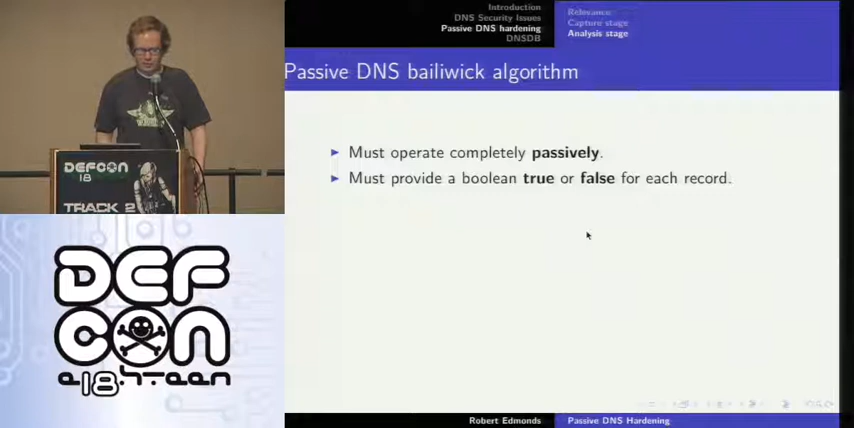 Introduction
DNS Security Issues
Passive DNS hardening
DNSDB
Relevance
Capture stage
Analysis stage
Passive DNS bailiwick algorithm
Must operate completely passively.
Must provide a boolean true or false for each record.
DEFCON
18
TRACK 2
DEF
CON
e18hteen
Robert Edmonds
Passive DNS Hardening